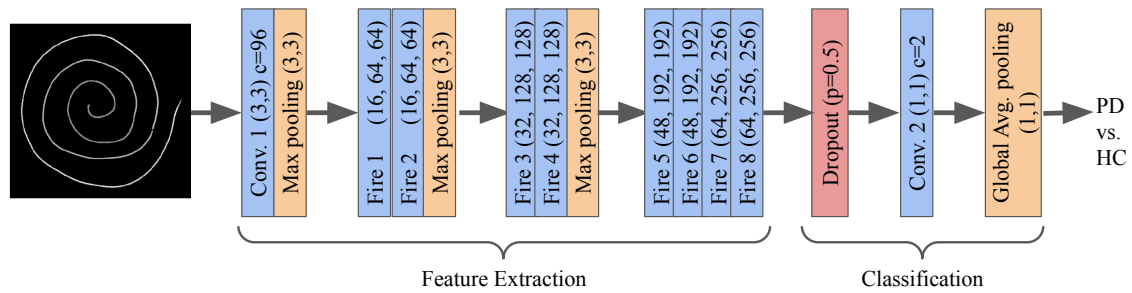 Conv. 1 (3,3) c=96
Max pooling (3,3)
Fire 1 (16, 64, 64)
Fire 2 (16, 64, 64)
Max pooling (3,3)
Fire 3 (32, 128, 128)
Fire 4 (32, 128, 128)
Max pooling (3,3)
Fire 5 (48, 192, 192)
Fire 6 (48, 192, 192)
Fire 7 (64, 256, 256)
Fire 8 (64, 256, 256)
Dropout (p=0.5)
Conv. 2 (1,1) c=2
Global Avg. pooling
(1,1)
PD
vs.
HC
Feature Extraction
Classification